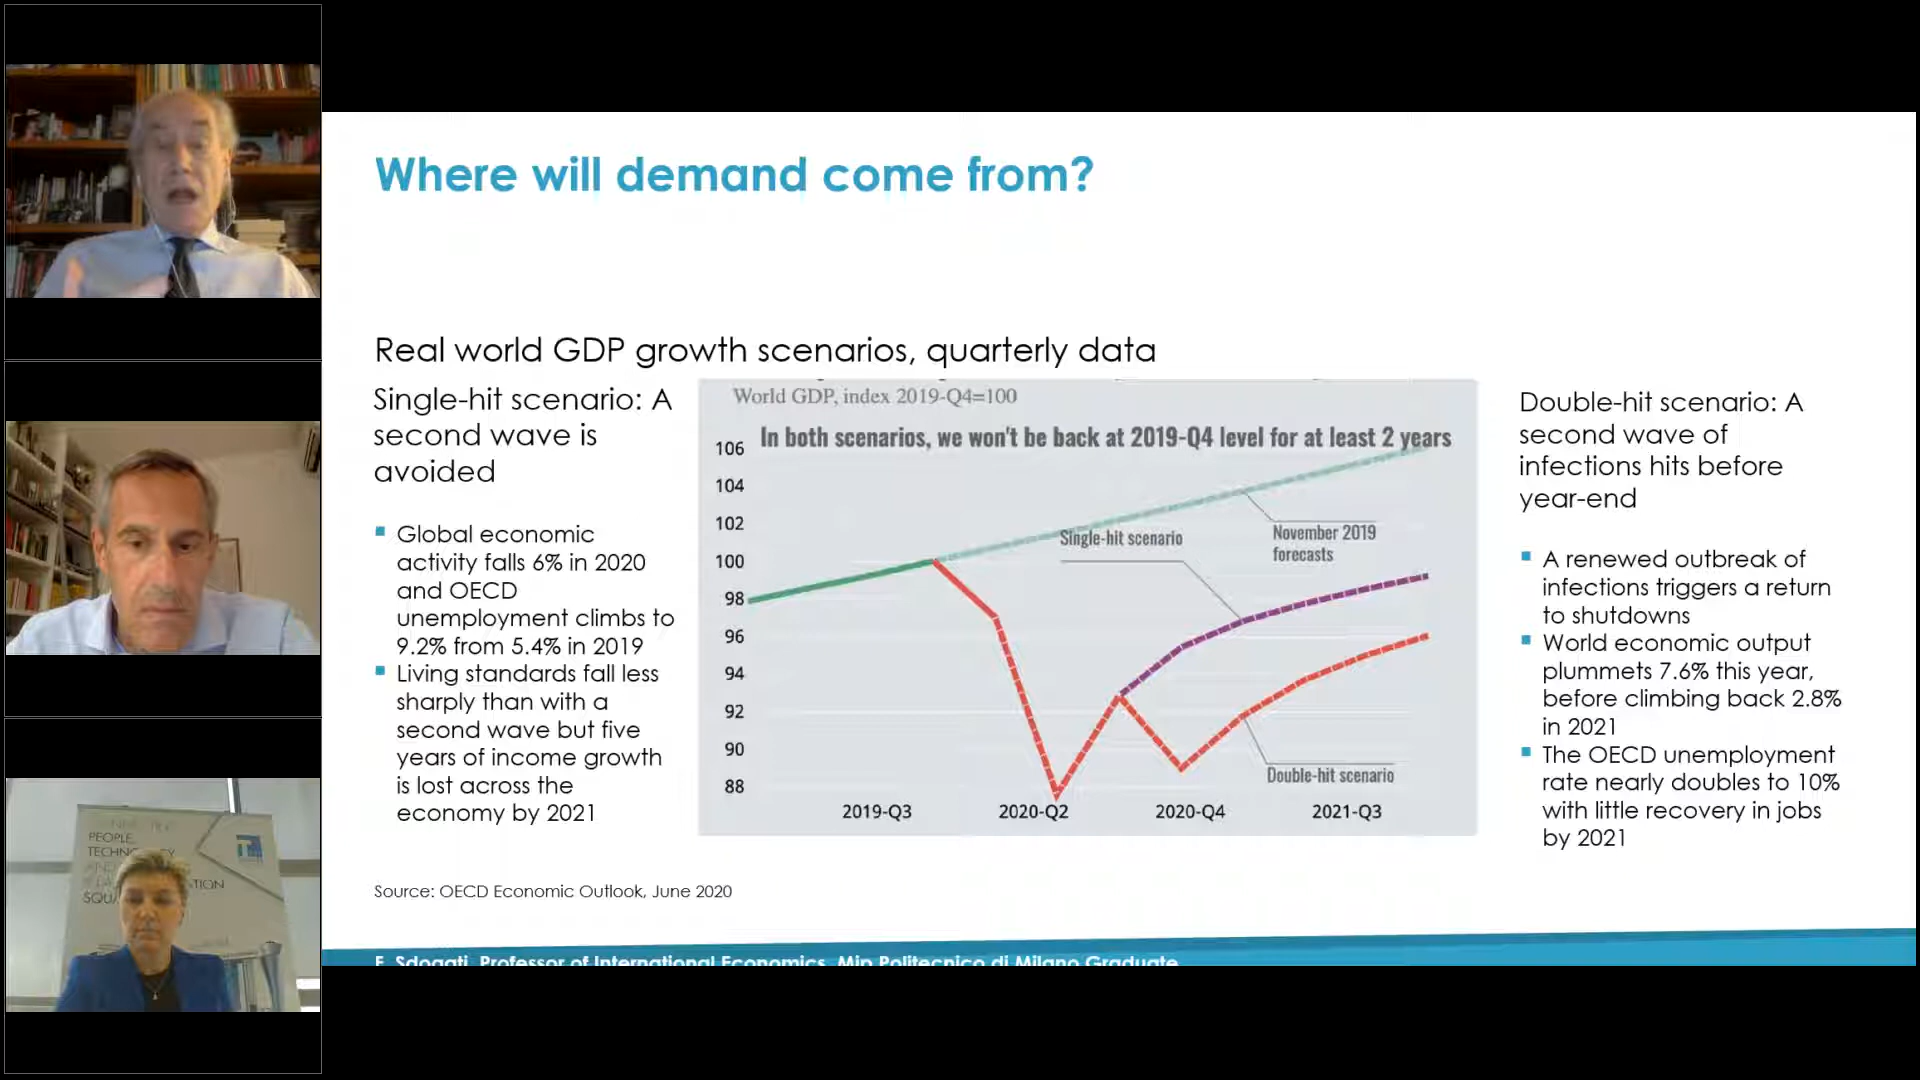 Where will demand come from?
Real world GDP growth scenarios, quarterly data
Single-hit scenario: A
second wave is
avoided
Global economic
activity falls 6% in 2020
and OECD
unemployment climbs to
9.2% from 5.4% in 2019
Living standards fall less
sharply than with a
second wave but five
years of income growth
is lost across the
economy by 2021
World GDP, index 2019-Q4=100
In both scenarios, we won't be back at 2019-Q4 level for at least 2 years
106
104
102
100
98
96
94
92
90
88
Single-hit scenario
November 2019
forecasts
Double-hit scenario
2019-Q3 2020-Q2 2020-Q4 2021-Q3
Double-hit scenario: A
second wave of
infections hits before
year-end
A renewed outbreak of
infections triggers a return
to shutdowns
World economic output
plummets 7.6% this year,
before climbing back 2.8%
in 2021
The OECD unemployment
rate nearly doubles to 10%
with little recovery in jobs
by 2021
Source: OECD Economic Outlook, June 2020
F. Sdogati, Professor of International Economics, Mip Politecnico di Milano Graduate
PEOPLE,